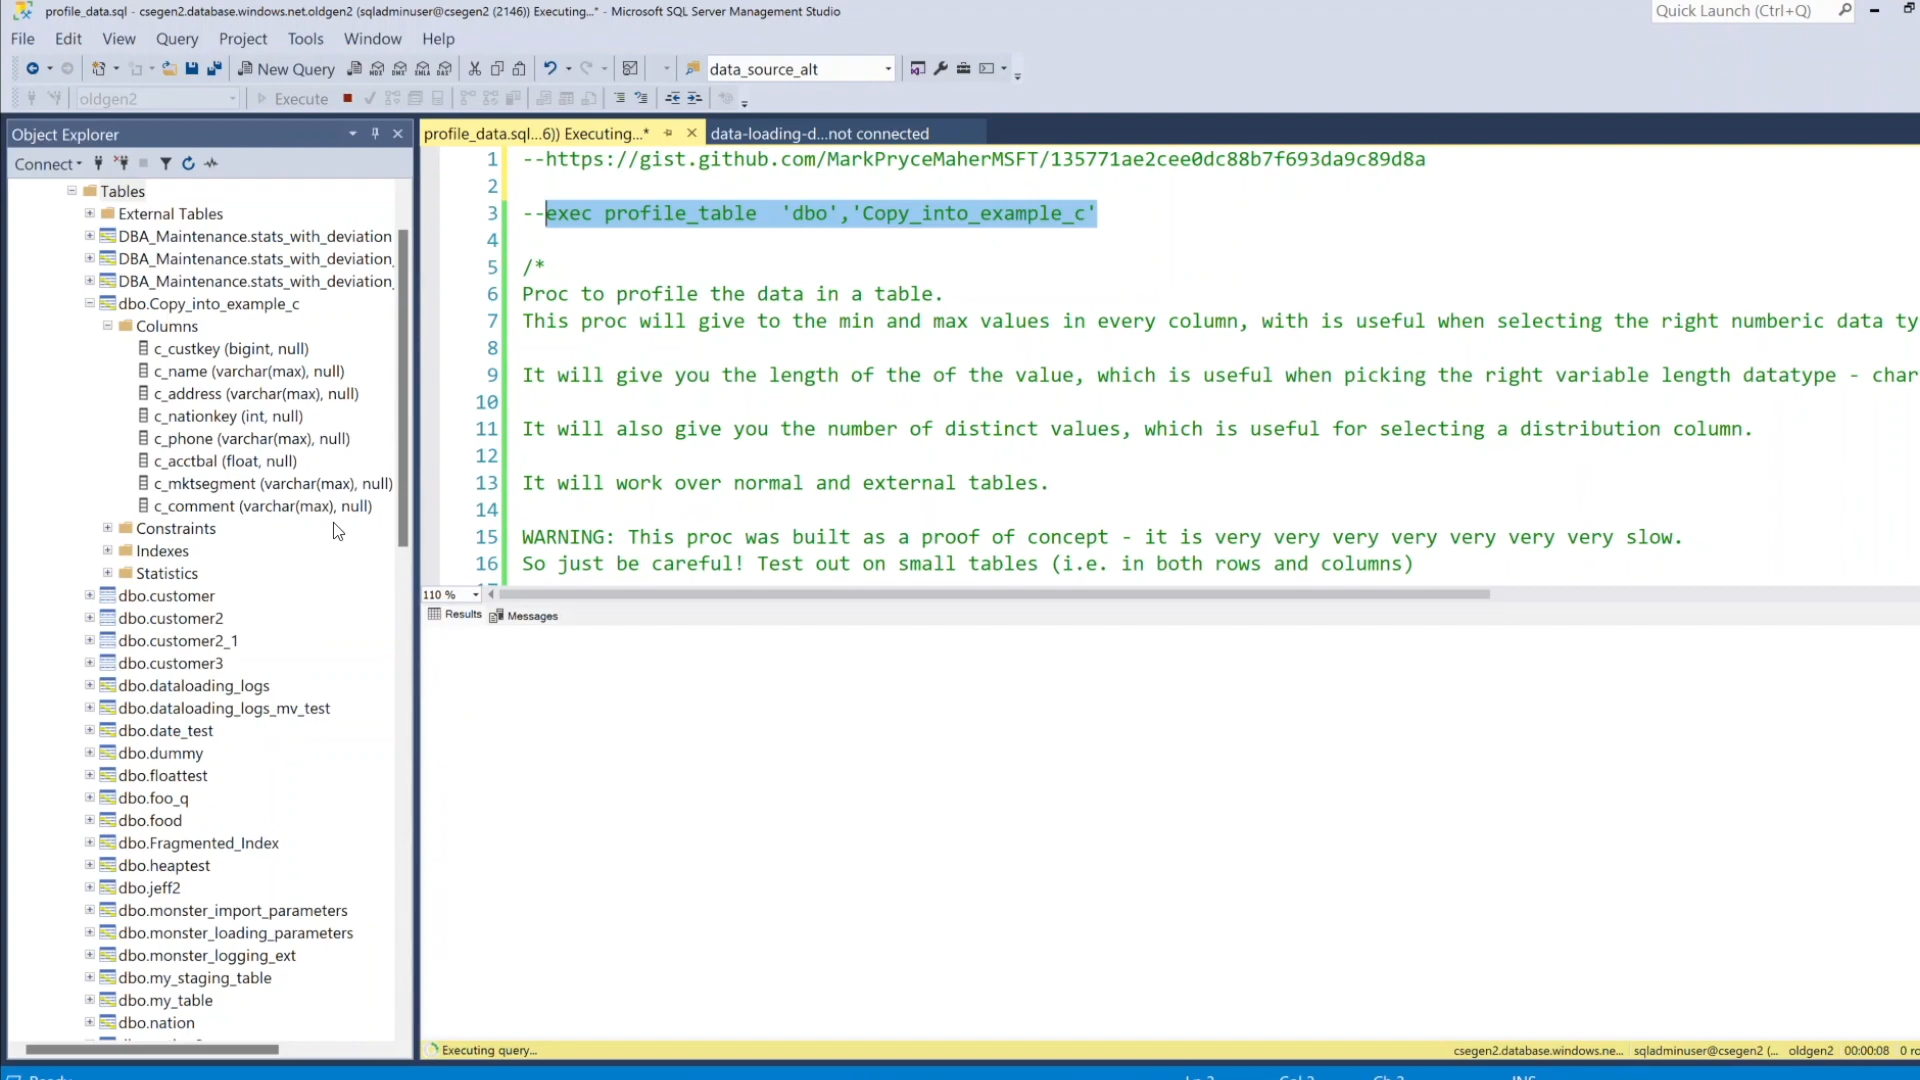 profile_data.sql - csegen2.database.windows.net.oldgen2 (sqladminuser@csegen2 (2146)) Executing...* - Microsoft SQL Server Management Studio
Quick Launch (Ctrl+Q)
File Edit View Query Project Tools Window Help
New Query
data_source_alt
oldgen2
Execute
Object Explorer
Connect
Tables
External Tables
DBA_Maintenance.stats_with_deviation
DBA_Maintenance.stats_with_deviation_
DBA_Maintenance.stats_with_deviation_
dbo.Copy_into_example_c
Columns
c_custkey (bigint, null)
c_name (varchar(max), null)
c_address (varchar(max), null)
c_nationkey (int, null)
c_phone (varchar(max), null)
c_acctbal (float, null)
c_mktsegment (varchar(max), null)
c_comment (varchar(max), null)
Constraints
Indexes
Statistics
dbo.customer
dbo.customer2
dbo.customer2_1
dbo.customer3
dbo.dataloading_logs
dbo.dataloading_logs_mv_test
dbo.date_test
dbo.dummy
dbo.floattest
dbo.foo_q
dbo.food
dbo.Fragmented_Index
dbo.heaptest
dbo.jeff2
dbo.monster_import_parameters
dbo.monster_loading_parameters
dbo.monster_logging_ext
dbo.my_staging_table
dbo.my_table
dbo.nation
profile_data.sql...6)) Executing...*
data-loading-d...not connected
1 --https://gist.github.com/MarkPryceMaherMSFT/135771ae2cee0dc88b7f693da9c89d8a
2
3 --exec profile_table 'dbo','Copy_into_example_c'
4
5 /*
6 Proc to profile the data in a table.
7 This proc will give to the min and max values in every column, with is useful when selecting the right numberic data ty
8
9 It will give you the length of the of the value, which is useful when picking the right variable length datatype - char
10
11 It will also give you the number of distinct values, which is useful for selecting a distribution column.
12
13 It will work over normal and external tables.
14
15 WARNING: This proc was built as a proof of concept - it is very very very very very very very slow.
16 So just be careful! Test out on small tables (i.e. in both rows and columns)
110 %
Results Messages
Executing query...
csegen2.database.windows.ne... sqladminuser@csegen2 (... oldgen2 00:00:08 0 ro